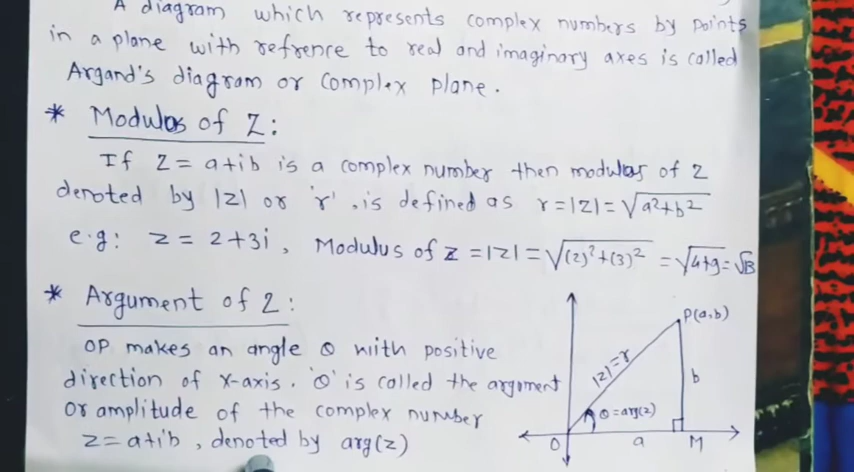 A diagram which represents complex numbers by points
in a plane with refrence to real and imaginary axes is called
Argand's diagram or Complex plane.
* Modulas of Z:
If Z = a+ib is a complex number then modulas of Z
denoted by |Z| or 'r', is defined as r=|Z|=√a²+b²
e.g: Z = 2+3i, Modulus of Z =|Z| = √(2)²+(3)² = √4+9 = √13
* Argument of Z:
OP makes an angle θ with positive
direction of X-axis. 'θ' is called the argument
or amplitude of the complex number
Z = a+ib, denoted by arg(z)
P(a,b)
|Z|=r
b
θ=arg(z)
O a M